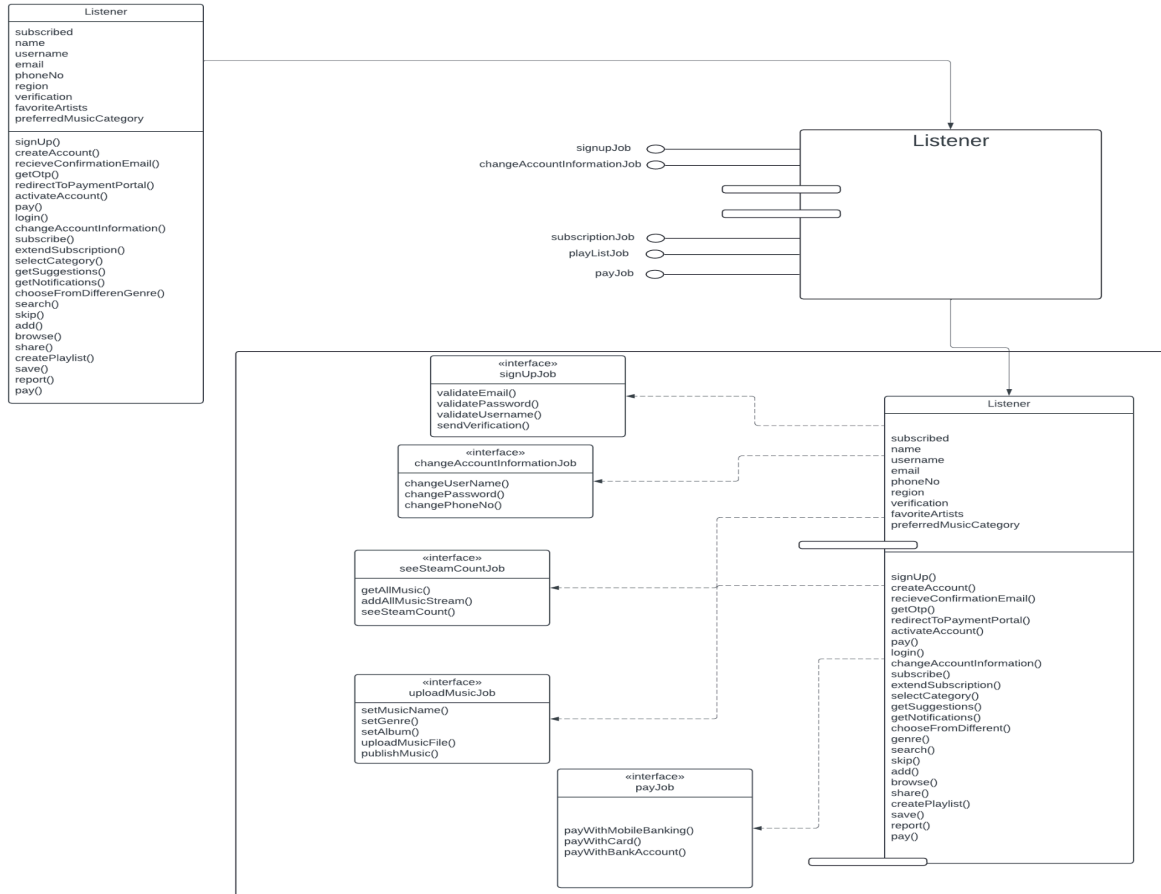 Listener
subscribed
name
username
email
phoneNo
region
verification
favoriteArtists
preferredMusicCategory
signUp()
createAccount()
recieveConfirmationEmail()
getOtp()
redirectToPaymentPortal()
activateAccount()
pay()
login()
changeAccountInformation()
subscribe()
extendSubscription()
selectCategory()
getSuggestions()
getNotifications()
chooseFromDifferenGenre()
search()
skip()
add()
browse()
share()
createPlaylist()
save()
report()
pay()
Listener
signupJob
changeAccountInformationJob
subscriptionJob
playListJob
payJob
«interface»
signUpJob
validateEmail()
validatePassword()
validateUsername()
sendVerification()
«interface»
changeAccountInformationJob
changeUserName()
changePassword()
changePhoneNo()
«interface»
seeSteamCountJob
getAllMusic()
addAllMusicStream()
seeSteamCount()
«interface»
uploadMusicJob
setMusicName()
setGenre()
setAlbum()
uploadMusicFile()
publishMusic()
«interface»
payJob
payWithMobileBanking()
payWithCard()
payWithBankAccount()
Listener
subscribed
name
username
email
phoneNo
region
verification
favoriteArtists
preferredMusicCategory
signUp()
createAccount()
recieveConfirmationEmail()
getOtp()
redirectToPaymentPortal()
activateAccount()
pay()
login()
changeAccountInformation()
subscribe()
extendSubscription()
selectCategory()
getSuggestions()
getNotifications()
chooseFromDifferent()
genre()
search()
skip()
add()
browse()
share()
createPlaylist()
save()
report()
pay()